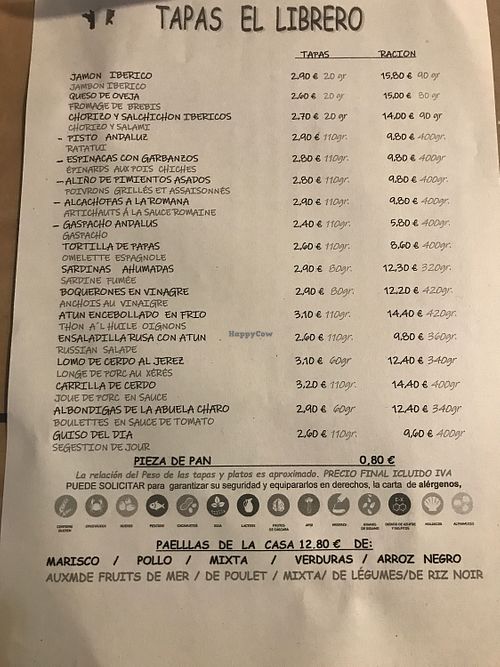 TAPAS EL LIBRERO
TAPAS RACION
JAMON IBERICO 2.90 € 20 gr 15,80 € 90 gr
JAMBON IBERICO
QUESO DE OVEJA 2.60 € 20 gr 15,00 € 80 gr
FROMAGE DE BREBIS
CHORIZO Y SALCHICHON IBERICOS 2.70 € 20 gr 14.00 € 90 gr
CHORIZO Y SALAMI
- PISTO ANDALUZ 2,90 € 110gr. 9.80 € 400gr.
RATATUI
- ESPINACAS CON GARBANZOS 2.80 € 110gr. 9.80 € 400gr
ÉPINARDS AUX POIS CHICHES
- ALIÑO DE PIMIENTOS ASADOS 2.80 € 110gr. 9.80 € 400gr.
POIVRONS GRILLÉS ET ASSAISONNÉS
- ALCACHOFAS A LA ROMANA 2.90 € 110gr. 9.80 € 400gr.
ARTICHAUTS À LA SAUCE ROMAINE
- GASPACHO ANDALUS 2.40 € 110gr. 5.80 € 400gr.
GASPACHO
TORTILLA DE PAPAS 2.60 € 110gr. 8,60 € 400gr.
OMELETTE ESPAGNOLE
SARDINAS AHUMADAS 2.90 € 80gr. 12.30 € 320gr.
SARDINE FUMÉE
BOQUERONES EN VINAGRE 2.90 € 80gr. 12.20 € 420gr.
ANCHOIS AU VINAIGRE
ATUN ENCEBOLLADO EN FRIO 3,10 € 110gr. 14,40 € 420gr.
THON A´L HUILE OIGNONS
ENSALADILLA RUSA CON ATUN 2.60 € 110gr. 9.80 € 360gr.
RUSSIAN SALADE
LOMO DE CERDO AL JEREZ 3,10 € 60gr 12,40 € 340gr
LONGE DE PORC AU XÉRÉS
CARRILLA DE CERDO 3.20 € 110gr. 14,40 € 400gr
JOUE DE PORC EN SAUCE
ALBONDIGAS DE LA ABUELA CHARO 2,90 € 60gr 12,40 € 340gr
BOULETTES EN SAUCE DE TOMATO
GUISO DEL DIA 2.60 € 110gr. 9,60 € 400gr
SEGESTION DE JOUR
PIEZA DE PAN 0,80 €
La relación del Peso de las tapas y platos es aproximado. PRECIO FINAL ICLUIDO IVA
PUEDE SOLICITAR para garantizar su seguridad y equipararlos en derechos, la carta de alérgenos,
PAELLLAS DE LA CASA 12,80 € DE:
MARISCO / POLLO / MIXTA / VERDURAS / ARROZ NEGRO
AUXMDE FRUITS DE MER / DE POULET / MIXTA/ DE LÉGUMES/DE RIZ NOIR
HappyCow